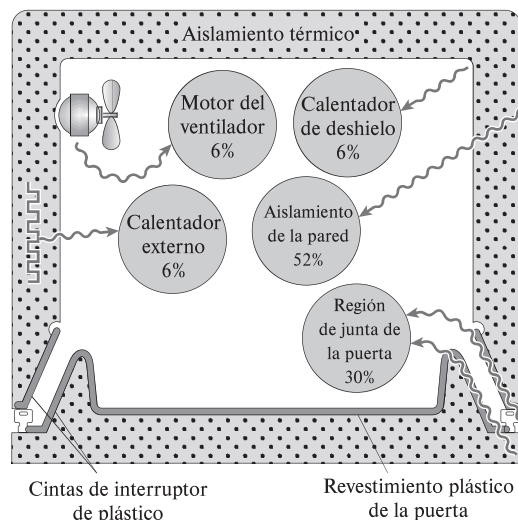 Aislamiento térmico
Motor del
ventilador
6%
Calentador
de deshielo
6%
Calentador
externo
6%
Aislamiento
de la pared
52%
Región
de junta de
la puerta
30%
Cintas de interruptor
de plástico
Revestimiento plástico
de la puerta